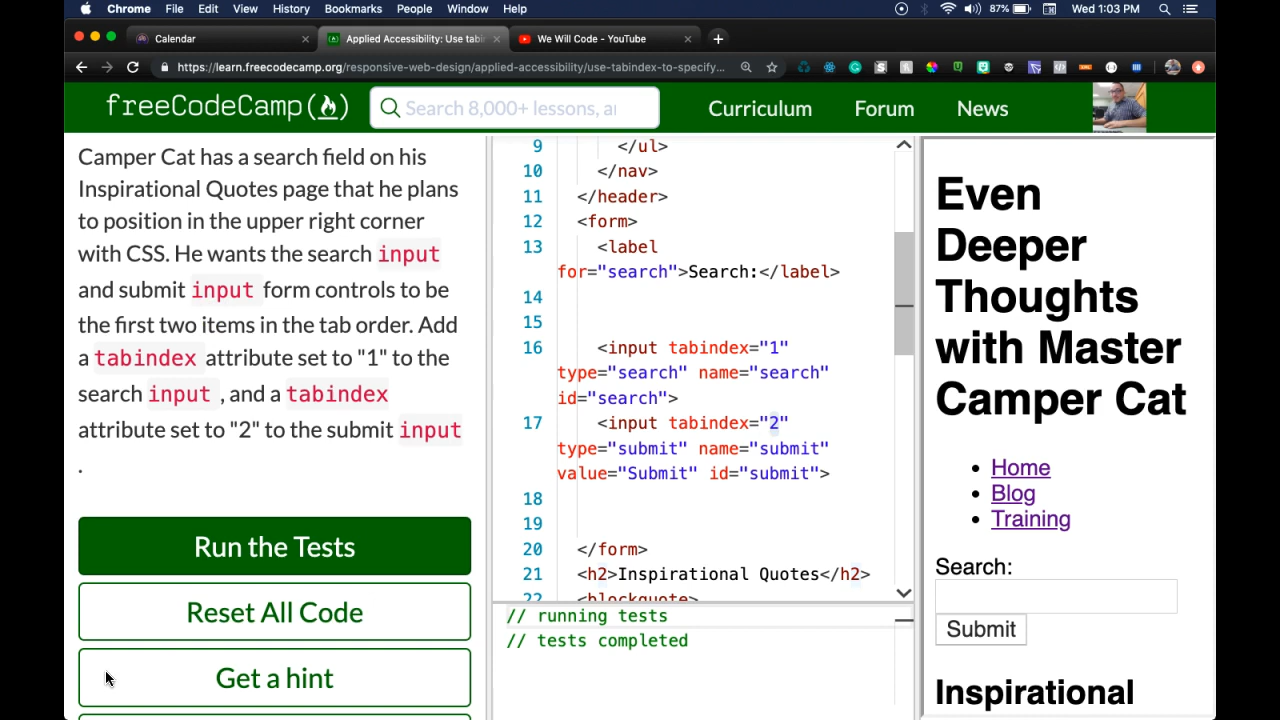 Chrome File Edit View History Bookmarks People Window Help 87% Wed 1:03 PM
Calendar Applied Accessibility: Use tabi We Will Code - YouTube
https://learn.freecodecamp.org/responsive-web-design/applied-accessibility/use-tabindex-to-specify...
freeCodeCamp Search 8,000+ lessons, ar Curriculum Forum News
Camper Cat has a search field on his
Inspirational Quotes page that he plans
to position in the upper right corner
with CSS. He wants the search input
and submit input form controls to be
the first two items in the tab order. Add
a tabindex attribute set to "1" to the
search input , and a tabindex
attribute set to "2" to the submit input
.
Run the Tests
Reset All Code
Get a hint
9 </ul>
10 </nav>
11 </header>
12 <form>
13 <label
for="search">Search:</label>
14
15
16 <input tabindex="1"
type="search" name="search"
id="search">
17 <input tabindex="2"
type="submit" name="submit"
value="Submit" id="submit">
18
19
20 </form>
21 <h2>Inspirational Quotes</h2>
22 <blockquote>
// running tests
// tests completed
Even
Deeper
Thoughts
with Master
Camper Cat
Home
Blog
Training
Search:
Submit
Inspirational